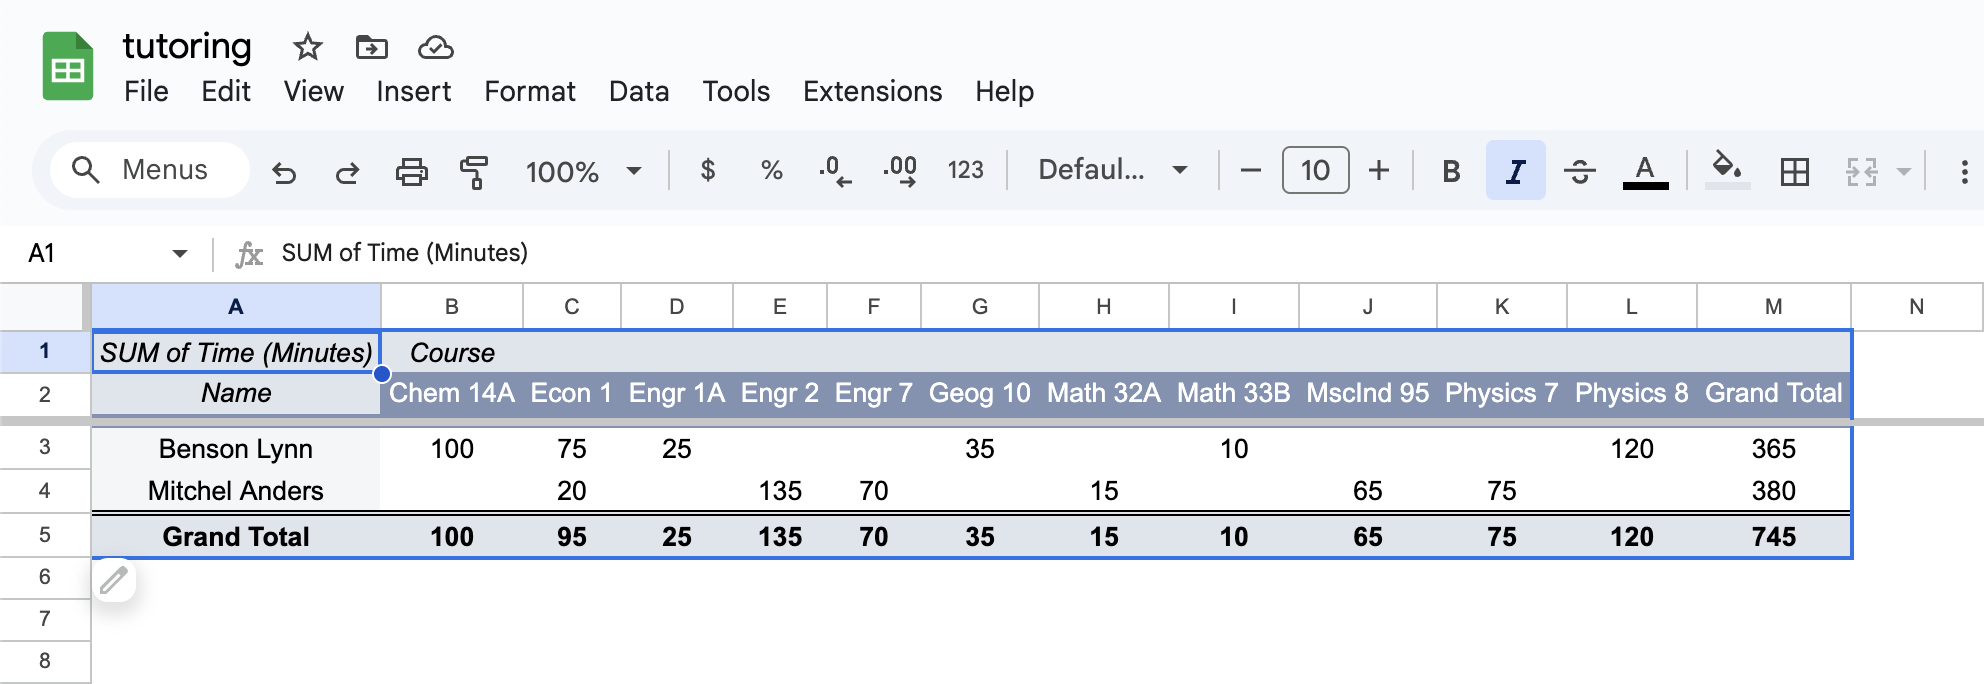 tutoring
File Edit View Insert Format Data Tools Extensions Help
Menus 100% $ % .0 .00 123 Defaul... − 10 + B I S A
A1 fx SUM of Time (Minutes)
A B C D E F G H I J K L M N
1 SUM of Time (Minutes) Course
2 Name Chem 14A Econ 1 Engr 1A Engr 2 Engr 7 Geog 10 Math 32A Math 33B MscInd 95 Physics 7 Physics 8 Grand Total
3 Benson Lynn 100 75 25 35 10 120 365
4 Mitchel Anders 20 135 70 15 65 75 380
5 Grand Total 100 95 25 135 70 35 15 10 65 75 120 745
6
7
8